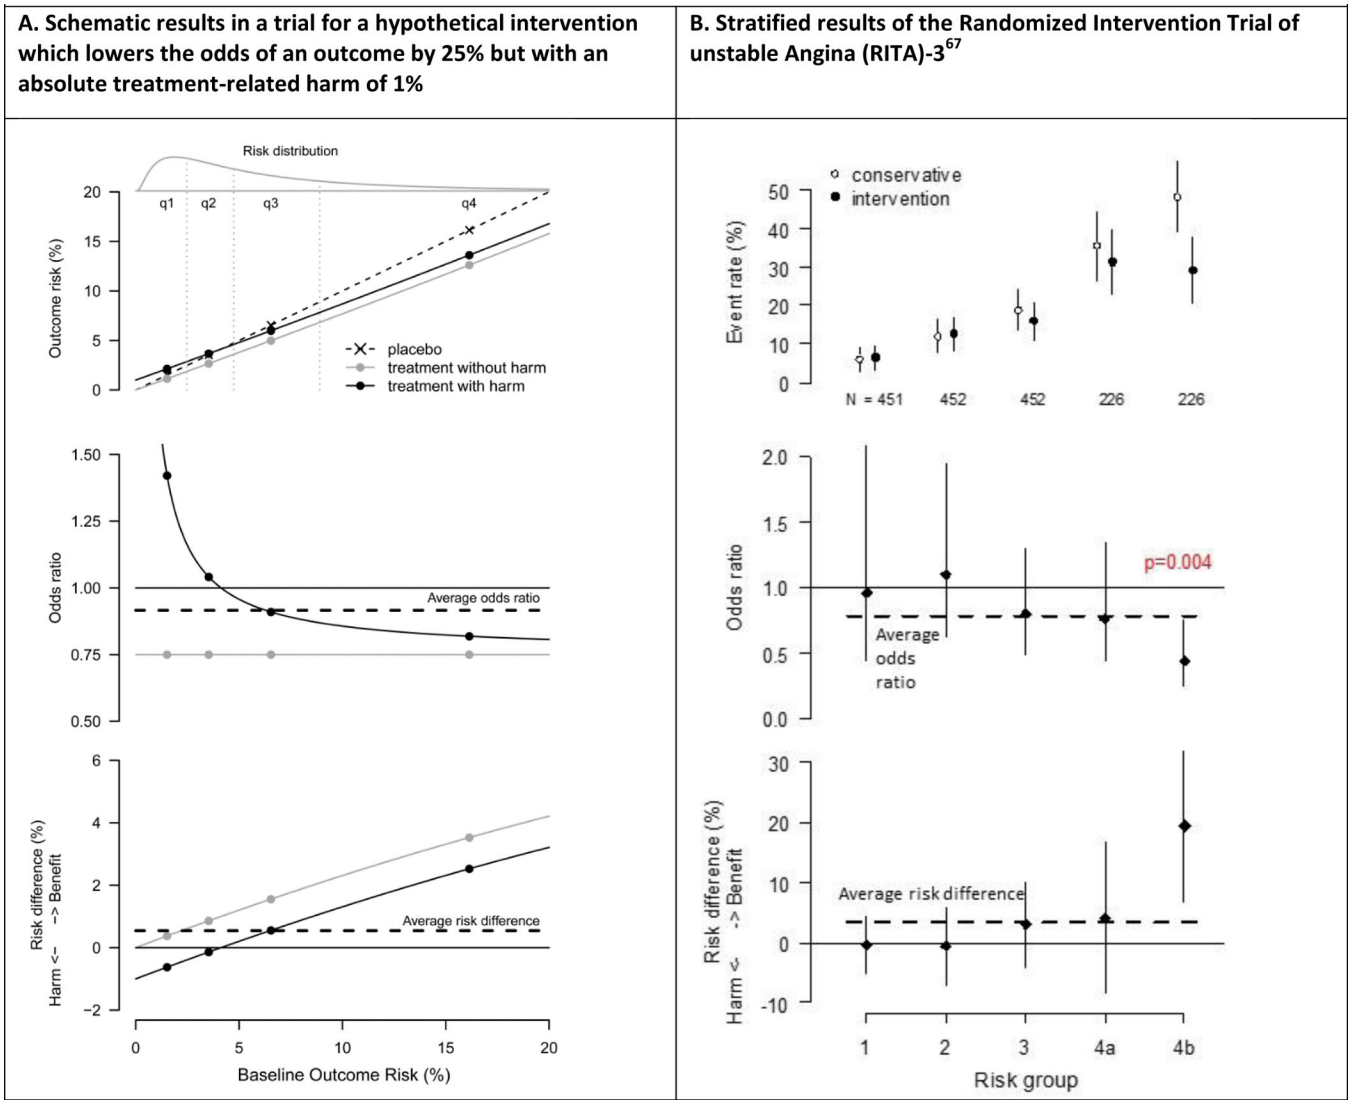 A. Schematic results in a trial for a hypothetical intervention
which lowers the odds of an outcome by 25% but with an
absolute treatment-related harm of 1%
Risk distribution
20
15
10
5
0
Outcome risk (%)
q1 q2 q3 q4
placebo
treatment without harm
treatment with harm
1.50
1.25
1.00
0.75
0.50
Odds ratio
Average odds ratio
6
4
2
0
−2
Risk difference (%)
Harm <− −> Benefit
Average risk difference
0 5 10 15 20
Baseline Outcome Risk (%)
B. Stratified results of the Randomized Intervention Trial of
unstable Angina (RITA)-3⁶⁷
conservative
intervention
50
40
30
20
10
0
Event rate (%)
N = 451 452 452 226 226
2.0
1.5
1.0
0.5
0.0
Odds ratio
p=0.004
Average
odds
ratio
30
20
10
0
-10
Risk difference (%)
Harm <- -> Benefit
Average risk difference
1 2 3 4a 4b
Risk group